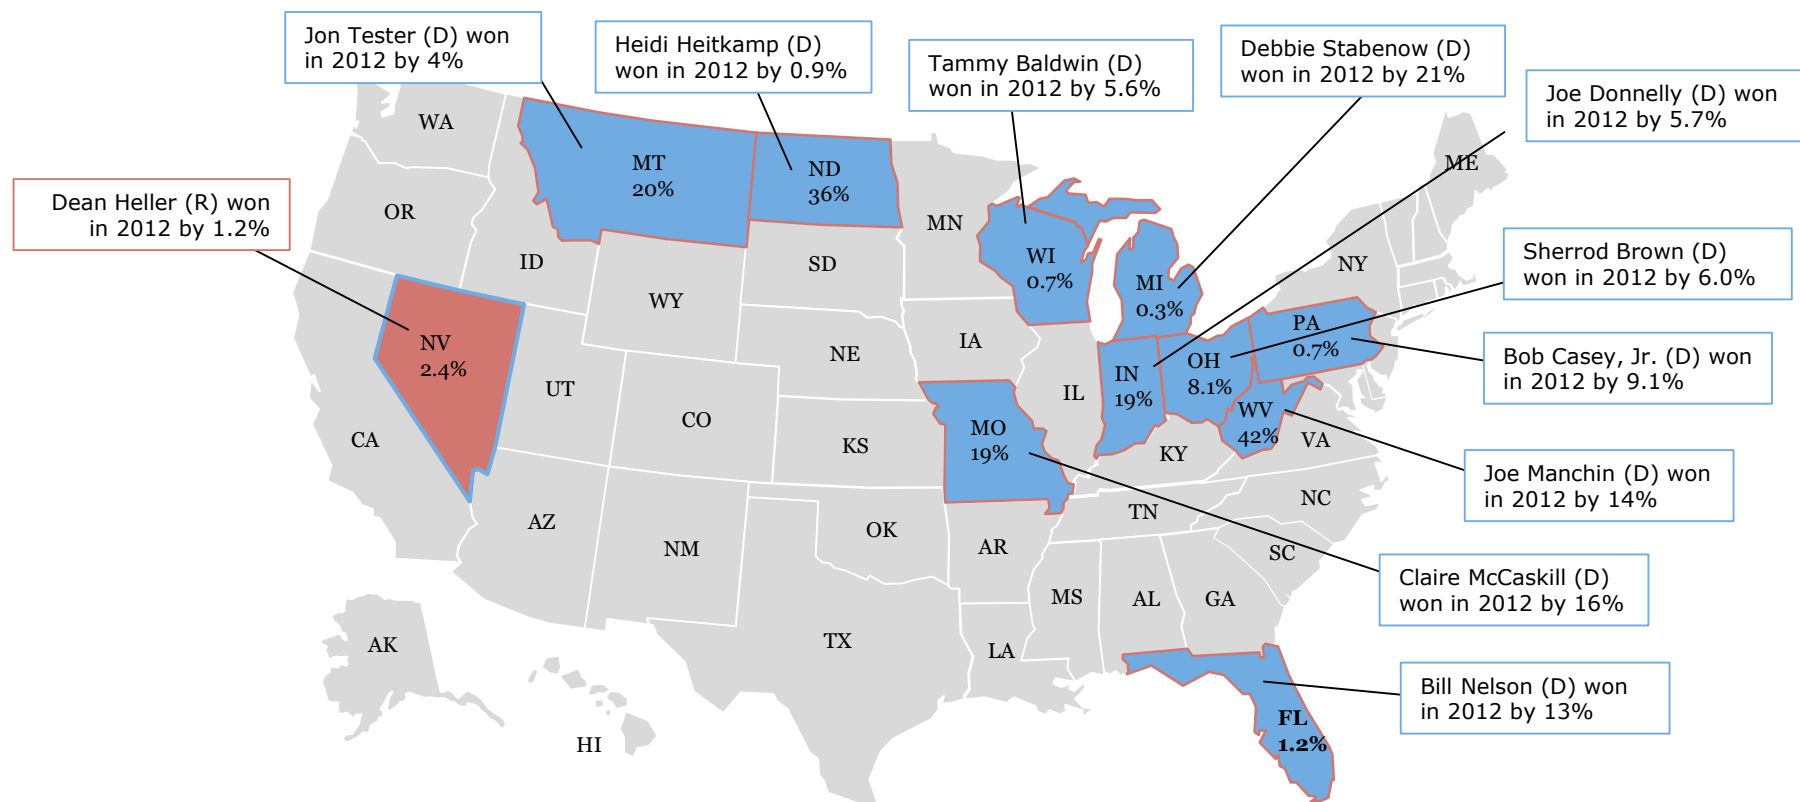 Jon Tester (D) won
in 2012 by 4%
Heidi Heitkamp (D)
won in 2012 by 0.9%
Tammy Baldwin (D)
won in 2012 by 5.6%
Debbie Stabenow (D)
won in 2012 by 21%
Joe Donnelly (D) won
in 2012 by 5.7%
Dean Heller (R) won
in 2012 by 1.2%
Sherrod Brown (D)
won in 2012 by 6.0%
Bob Casey, Jr. (D) won
in 2012 by 9.1%
Joe Manchin (D) won
in 2012 by 14%
Claire McCaskill (D)
won in 2012 by 16%
Bill Nelson (D) won
in 2012 by 13%
WA
MT
20%
ND
36%
ME
OR
MN
ID
SD
WI
0.7%
NY
WY
MI
0.3%
NV
2.4%
IA
PA
0.7%
NE
OH
8.1%
UT
IN
19%
IL
CO
WV
42%
CA
KS
MO
19%
VA
KY
AZ
NM
OK
TN
NC
AR
SC
MS
AL
GA
AK
TX
LA
HI
FL
1.2%